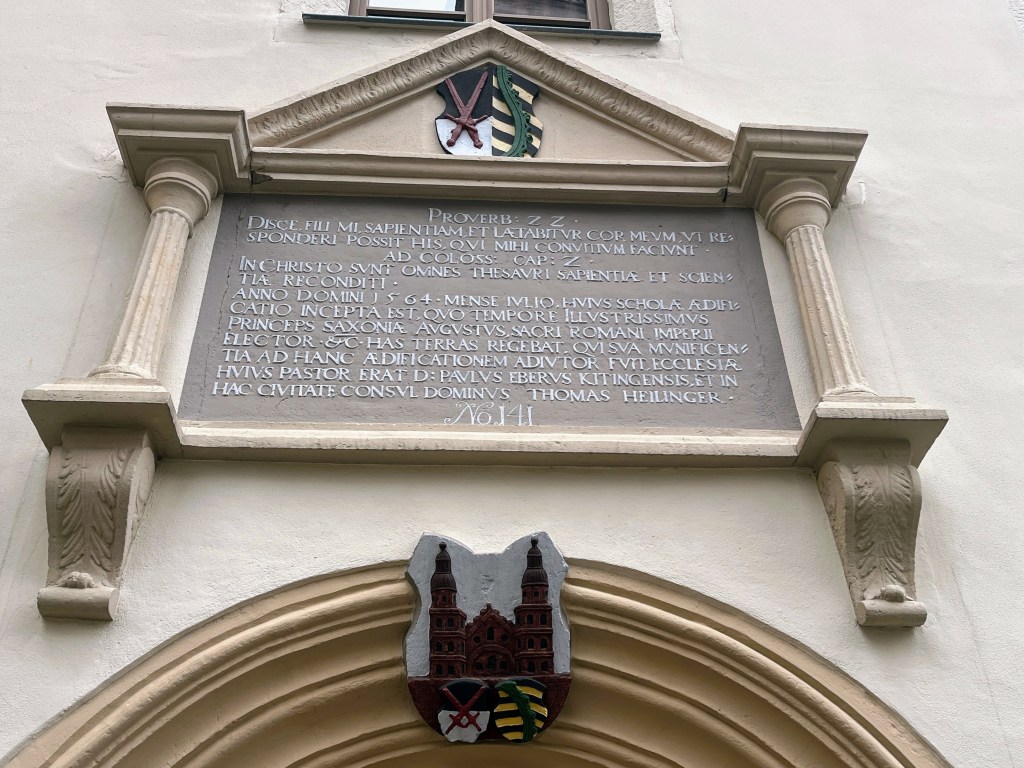 PROVERB: ZZ.
DISCE, FILI MI, SAPIENTIAM, ET LÆTABITVR COR MEVM, VT RE=
SPONDERI POSSIT HIS, QVI MIHI CONVITIVM FACIVNT.
AD COLOSS: CAP: Z.
IN CHRISTO SVNT OMNES THESAVRI SAPIENTIÆ ET SCIEN=
TIÆ RECONDITI.
ANNO DOMINI 1564. MENSE IVLIO, HVIVS SCHOLÆ ÆDIFI-
CATIO INCEPTA EST, QVO TEMPORE ILLVSTRISSIMVS
PRINCEPS SAXONIÆ AVGVSTVS, SACRI ROMANI IMPERII
ELECTOR. &C. HAS TERRAS REGEBAT, QVI SVA MVNIFICEN=
TIA AD HANC ÆDIFICATIONEM ADIVTOR FVIT, ECCLESIÆ
HVIVS PASTOR ERAT D: PAVLVS EBERVS KITINGENSIS, ET IN
HAC CIVITATE CONSVL DOMINVS THOMAS HEILINGER.
No. 141